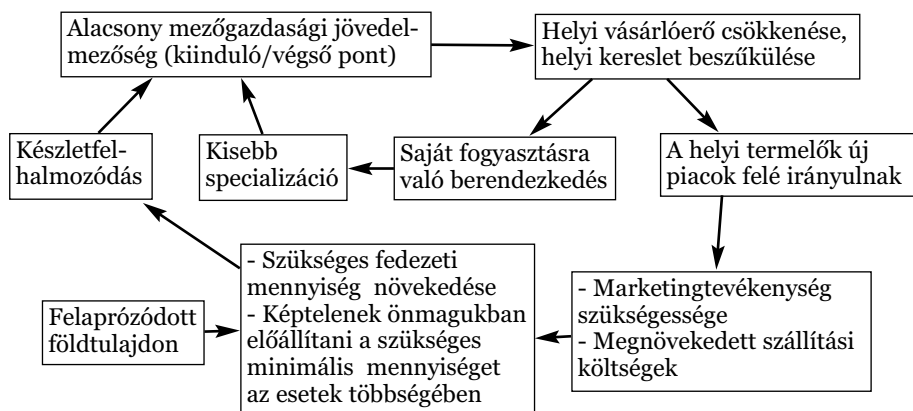 Alacsony mezőgazdasági jövedel-
mezőség (kiinduló/végső pont)
Helyi vásárlóerő csökkenése,
helyi kereslet beszűkülése
Készletfel-
halmozódás
Kisebb
specializáció
Saját fogyasztásra
való berendezkedés
A helyi termelők új
piacok felé irányulnak
Felaprózódott
földtulajdon
- Szükséges fedezeti
mennyiség növekedése
- Képtelenek önmagukban
előállítani a szükséges
minimális mennyiséget
az esetek többségében
- Marketingtevékenység
szükségessége
- Megnövekedett szállítási
költségek